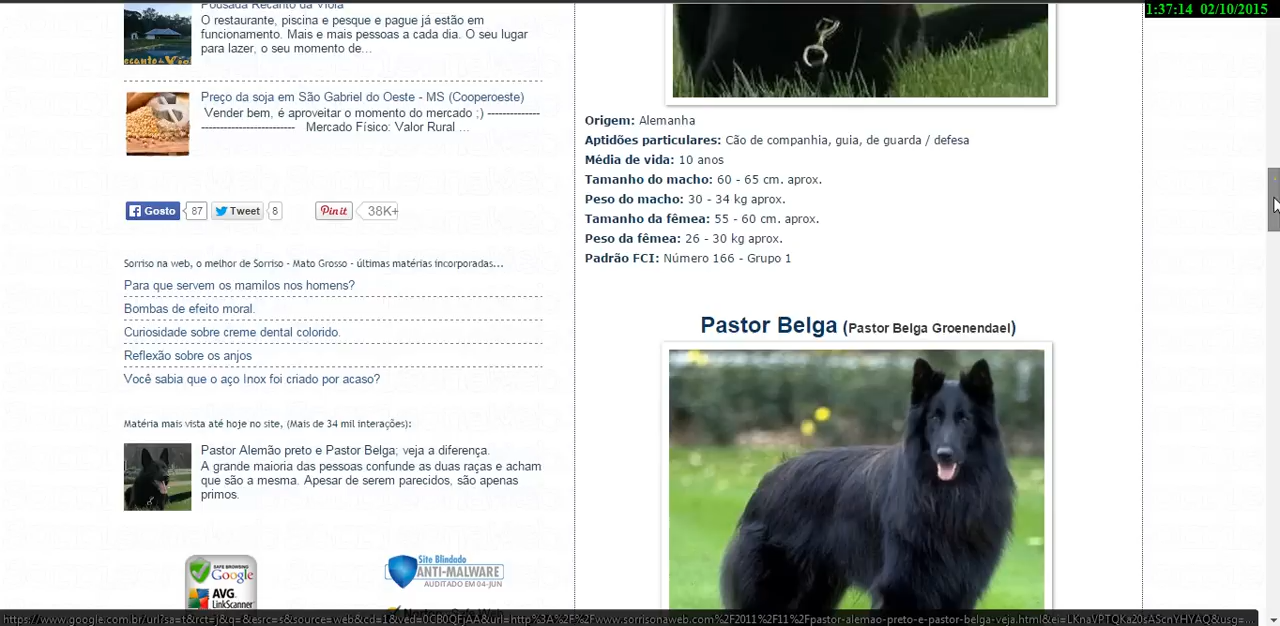 1:37:14 02/10/2015
Pousada Recanto da Viola
O restaurante, piscina e pesque e pague já estão em
funcionamento. Mais e mais pessoas a cada dia. O seu lugar
para lazer, o seu momento de...
Preço da soja em São Gabriel do Oeste - MS (Cooperoeste)
Vender bem, é aproveitar o momento do mercado ;) --------------
------------------------- Mercado Físico: Valor Rural ...
Gosto 87 Tweet 8 Pin it 38K+
Sorriso na web, o melhor de Sorriso - Mato Grosso - últimas matérias incorporadas...
Para que servem os mamilos nos homens?
Bombas de efeito moral.
Curiosidade sobre creme dental colorido.
Reflexão sobre os anjos
Você sabia que o aço Inox foi criado por acaso?
Matéria mais vista até hoje no site, (Mais de 34 mil interações):
Pastor Alemão preto e Pastor Belga; veja a diferença.
A grande maioria das pessoas confunde as duas raças e acham
que são a mesma. Apesar de serem parecidos, são apenas
primos.
SAFE BROWSING
Google
AVG
LinkScanner
Site Blindado
ANTI-MALWARE
AUDITADO EM 04-JUN
Origem: Alemanha
Aptidões particulares: Cão de companhia, guia, de guarda / defesa
Média de vida: 10 anos
Tamanho do macho: 60 - 65 cm. aprox.
Peso do macho: 30 - 34 kg aprox.
Tamanho da fêmea: 55 - 60 cm. aprox.
Peso da fêmea: 26 - 30 kg aprox.
Padrão FCI: Número 166 - Grupo 1
Pastor Belga (Pastor Belga Groenendael)